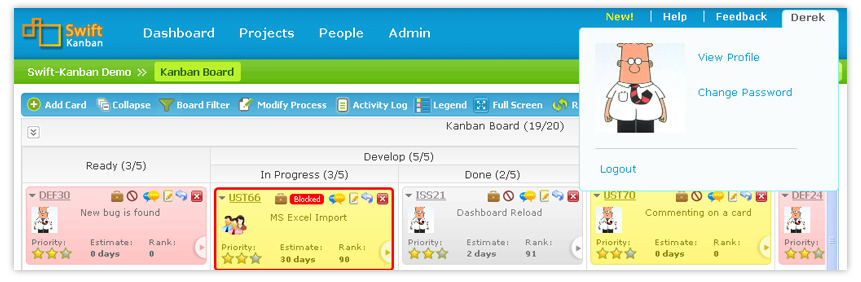 New! | Help | Feedback Derek
Swift Kanban
Dashboard Projects People Admin
View Profile
Change Password
Logout
Swift-Kanban Demo >> Kanban Board
Add Card Collapse Board Filter Modify Process Activity Log Legend Full Screen R
Kanban Board (19/20)
Ready (3/5)
Develop (5/5)
In Progress (3/5)
Done (2/5)
DEF30
New bug is found
Priority: Estimate: Rank:
0 days 0
UST66 Blocked
MS Excel Import
Priority: Estimate: Rank:
30 days 90
ISS21
Dashboard Reload
Priority: Estimate: Rank:
2 days 91
UST70
Commenting on a card
Priority: Estimate: Rank:
0 days 0
DEF24
Priority: